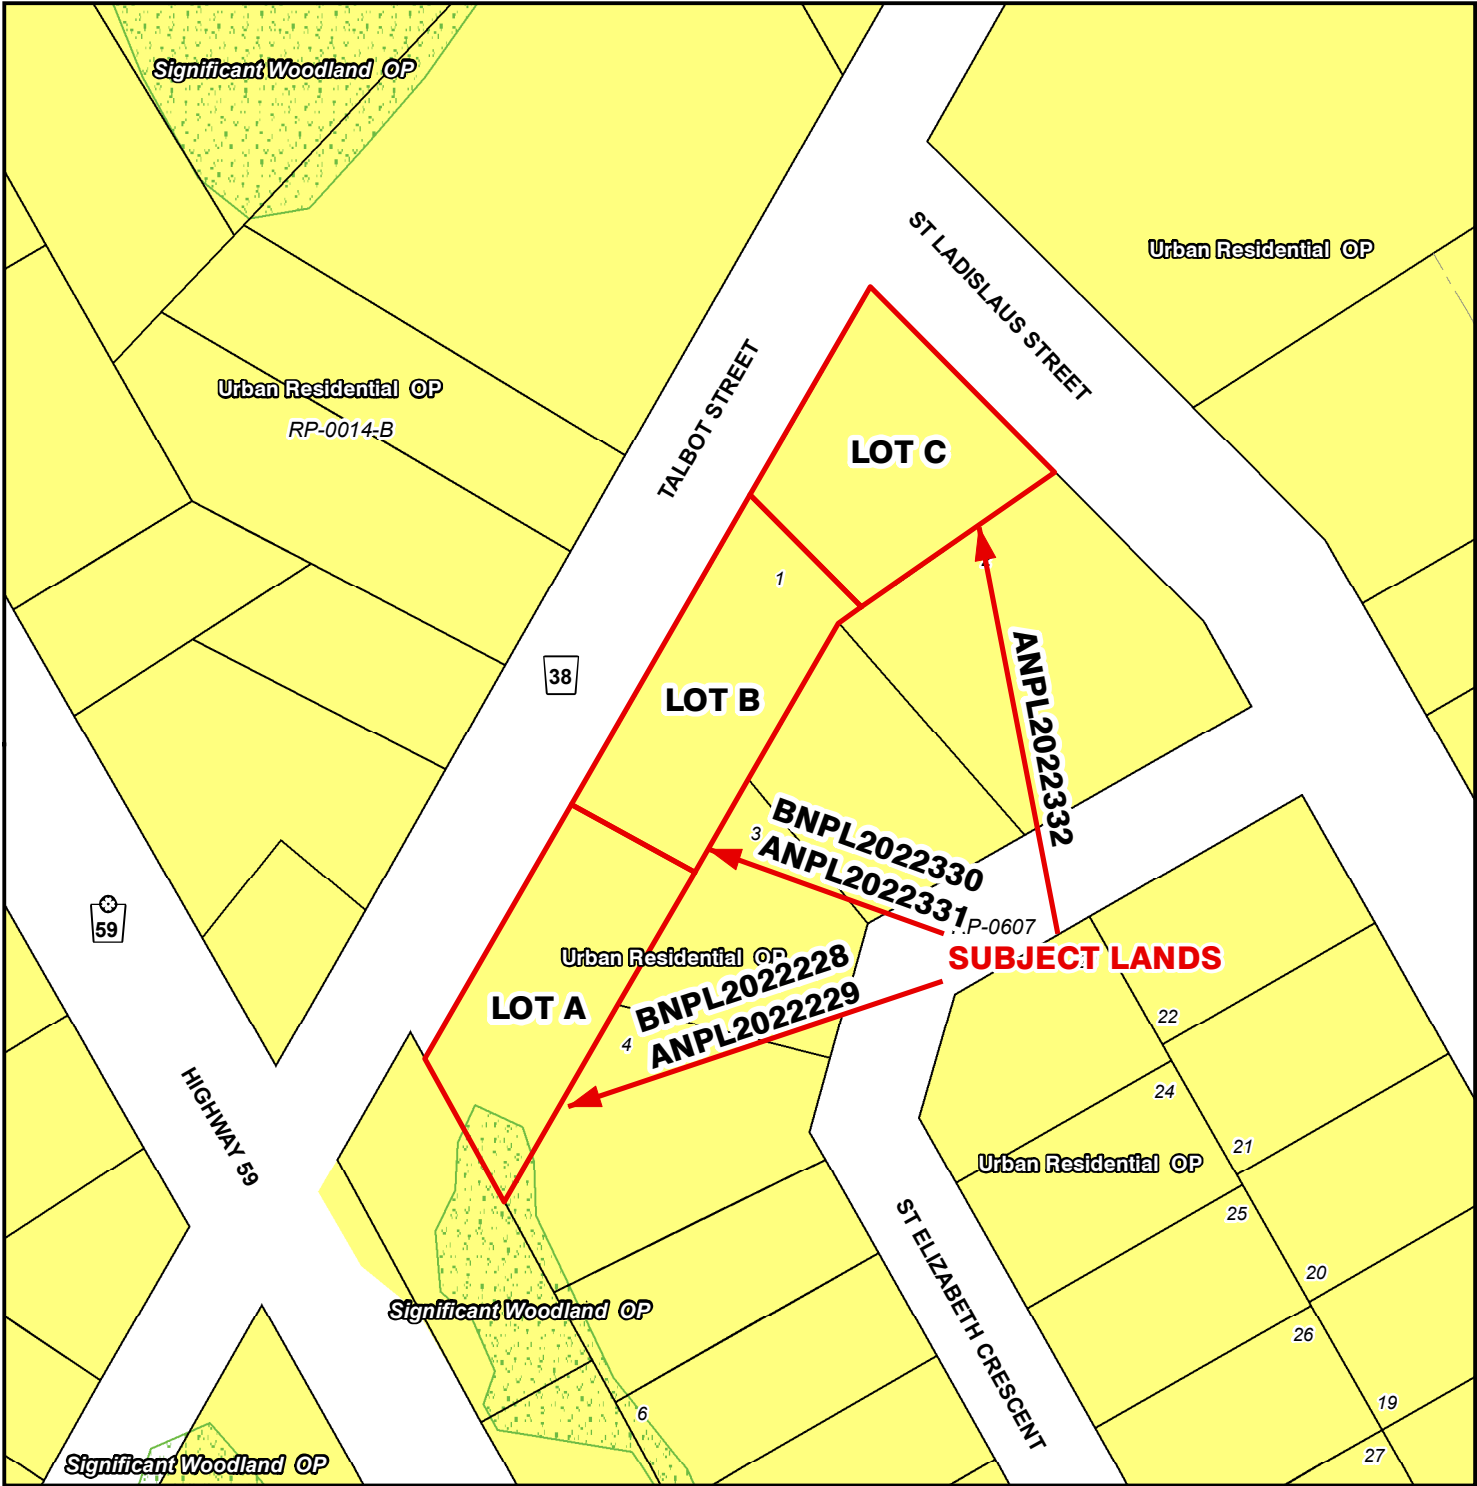 Significant Woodland OP
ST LADISLAUS STREET
Urban Residential OP
TALBOT STREET
Urban Residential OP
RP-0014-B
LOT C
1
38
LOT B
ANPL2022332
BNPL2022330
3
ANPL2022331
59
P-0607
Urban Residential OP
SUBJECT LANDS
BNPL2022228
LOT A
ANPL2022229
4
22
24
HIGHWAY 59
21
Urban Residential OP
25
ST ELIZABETH CRESCENT
20
Significant Woodland OP
26
19
6
27
Significant Woodland OP